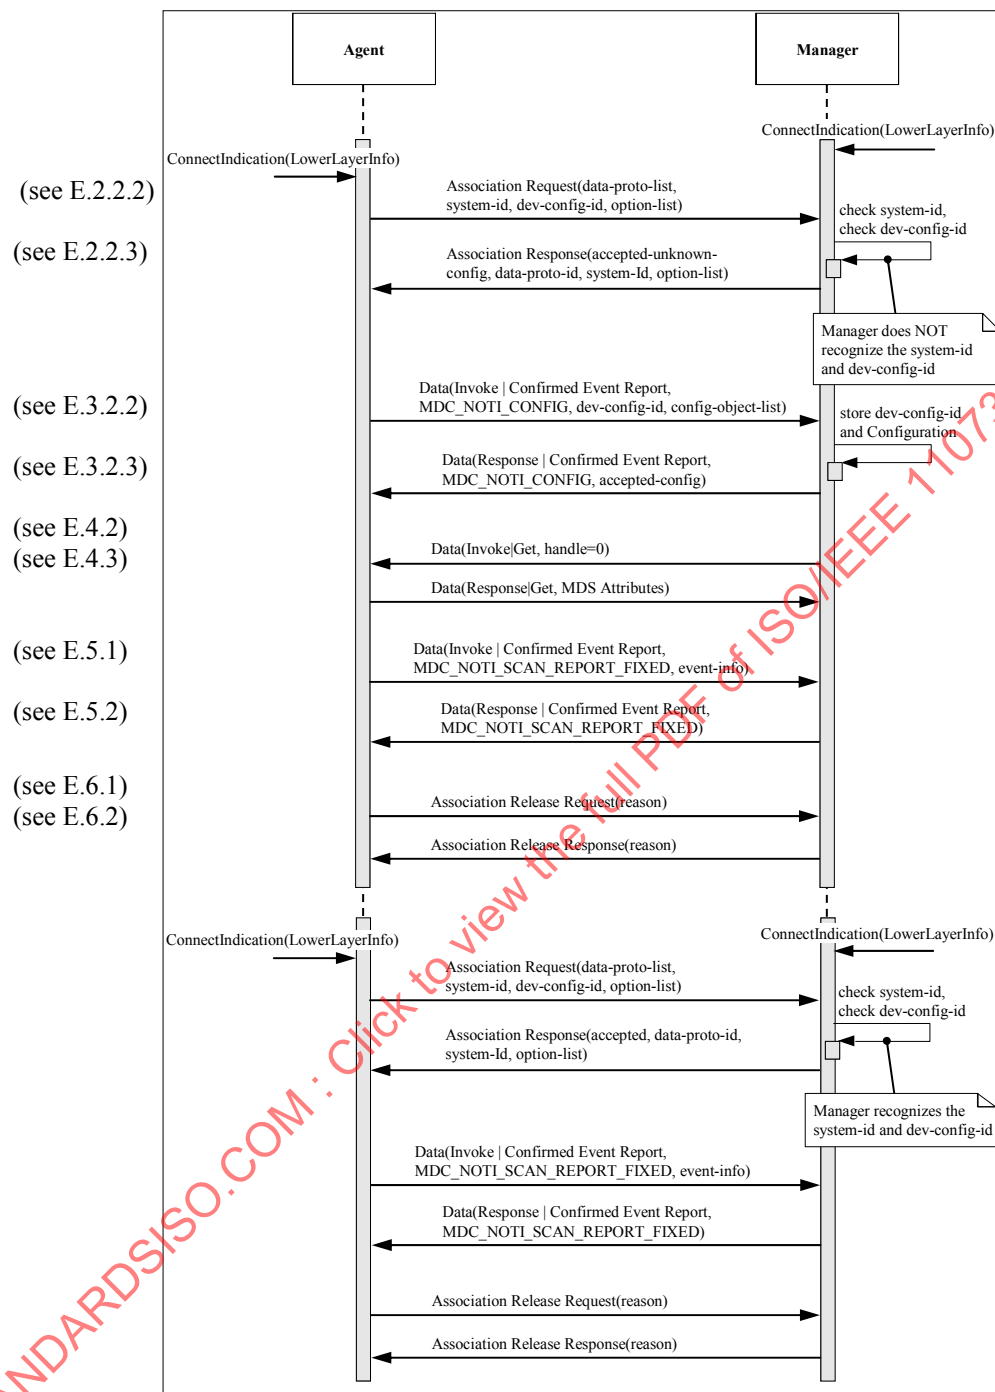 Agent
Manager
ConnectIndication(LowerLayerInfo)
ConnectIndication(LowerLayerInfo)
(see E.2.2.2)
Association Request(data-proto-list,
system-id, dev-config-id, option-list)
check system-id,
check dev-config-id
(see E.2.2.3)
Association Response(accepted-unknown-
config, data-proto-id, system-Id, option-list)
Manager does NOT
recognize the system-id
and dev-config-id
(see E.3.2.2)
Data(Invoke | Confirmed Event Report,
MDC_NOTI_CONFIG, dev-config-id, config-object-list)
store dev-config-id
and Configuration
(see E.3.2.3)
Data(Response | Confirmed Event Report,
MDC_NOTI_CONFIG, accepted-config)
(see E.4.2)
(see E.4.3)
Data(Invoke|Get, handle=0)
Data(Response|Get, MDS Attributes)
(see E.5.1)
Data(Invoke | Confirmed Event Report,
MDC_NOTI_SCAN_REPORT_FIXED, event-info)
(see E.5.2)
Data(Response | Confirmed Event Report,
MDC_NOTI_SCAN_REPORT_FIXED)
(see E.6.1)
(see E.6.2)
Association Release Request(reason)
Association Release Response(reason)
ConnectIndication(LowerLayerInfo)
ConnectIndication(LowerLayerInfo)
Association Request(data-proto-list,
system-id, dev-config-id, option-list)
check system-id,
check dev-config-id
Association Response(accepted, data-proto-id,
system-Id, option-list)
Manager recognizes the
system-id and dev-config-id
Data(Invoke | Confirmed Event Report,
MDC_NOTI_SCAN_REPORT_FIXED, event-info)
Data(Response | Confirmed Event Report,
MDC_NOTI_SCAN_REPORT_FIXED)
Association Release Request(reason)
Association Release Response(reason)
NDARDSISO.COM : Click to view the full PDF of ISO/IEEE 11073